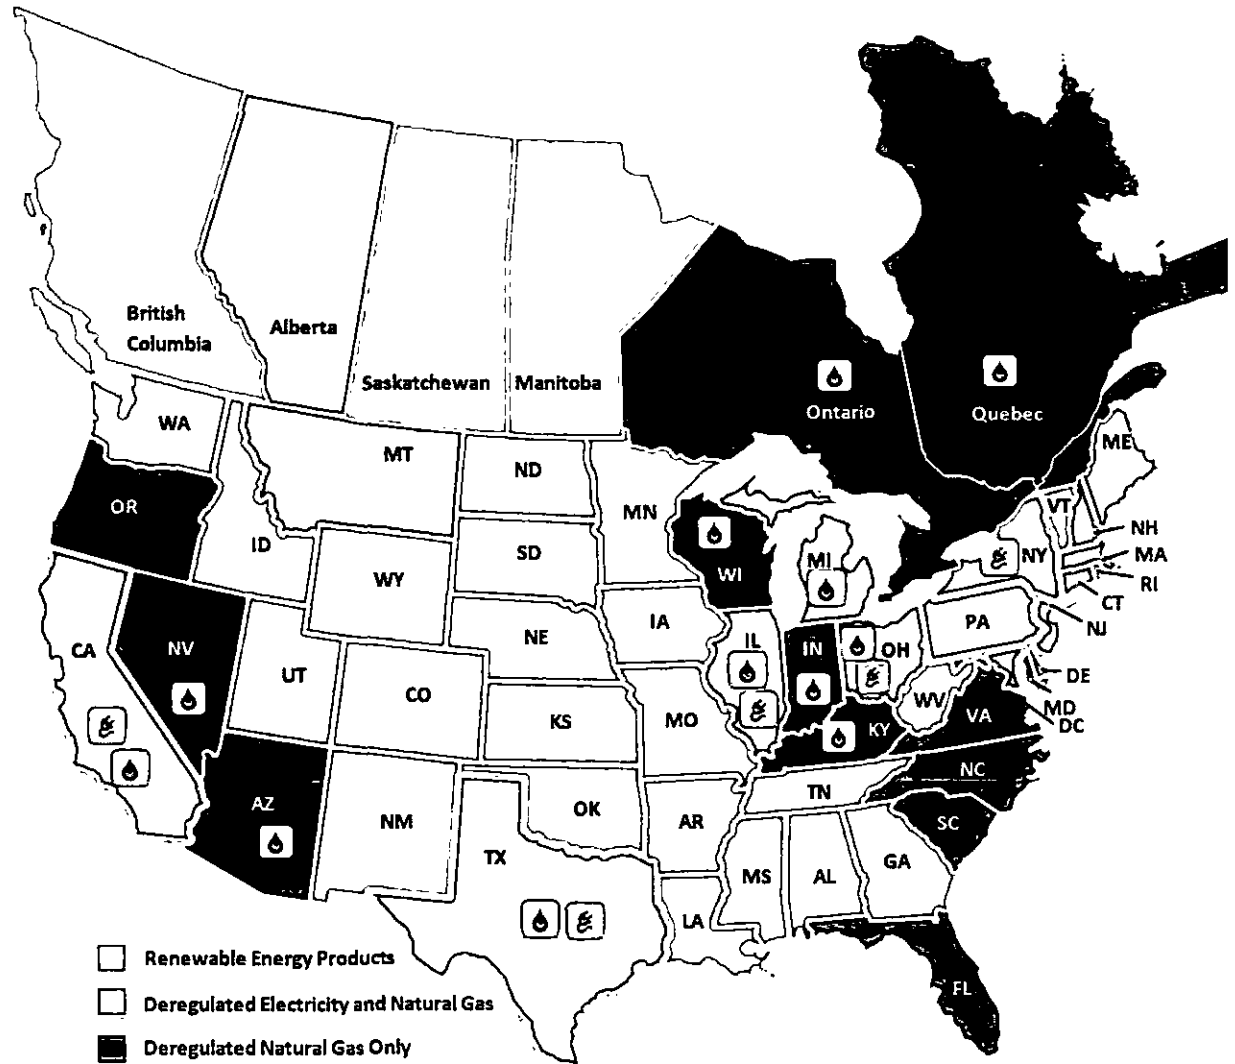 British
Columbia
Alberta
Saskatchewan
Manitoba
Ontario
Quebec
WA
MT
ND
MN
ME
OR
ID
WY
SD
WI
MI
VT
NY
NH
MA
RI
CT
NJ
CA
NV
UT
CO
NE
IA
IL
IN
OH
PA
DE
MD
DC
KS
MO
KY
WV
VA
AZ
NM
OK
AR
TN
NC
SC
TX
LA
MS
AL
GA
FL
Renewable Energy Products
Deregulated Electricity and Natural Gas
Deregulated Natural Gas Only